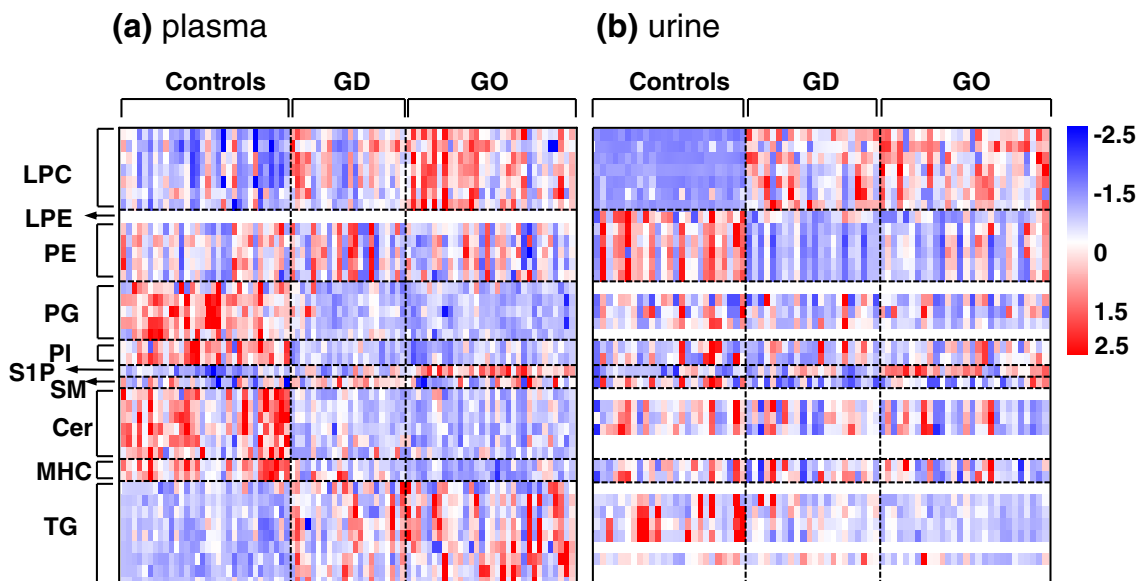 (a) plasma
(b) urine
Controls GD GO
Controls GD GO
LPC
LPE
PE
PG
PI
S1P
SM
Cer
MHC
TG
-2.5
-1.5
0
1.5
2.5